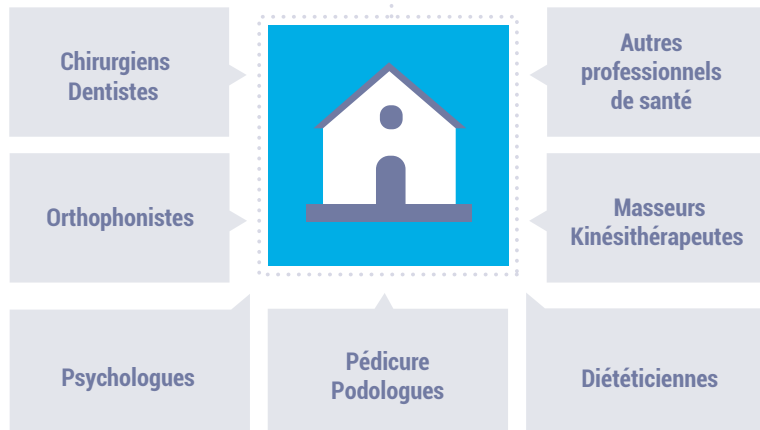 Chirurgiens
Dentistes
Autres
professionnels
de santé
Orthophonistes
Masseurs
Kinésithérapeutes
Psychologues
Pédicure
Podologues
Diététiciennes